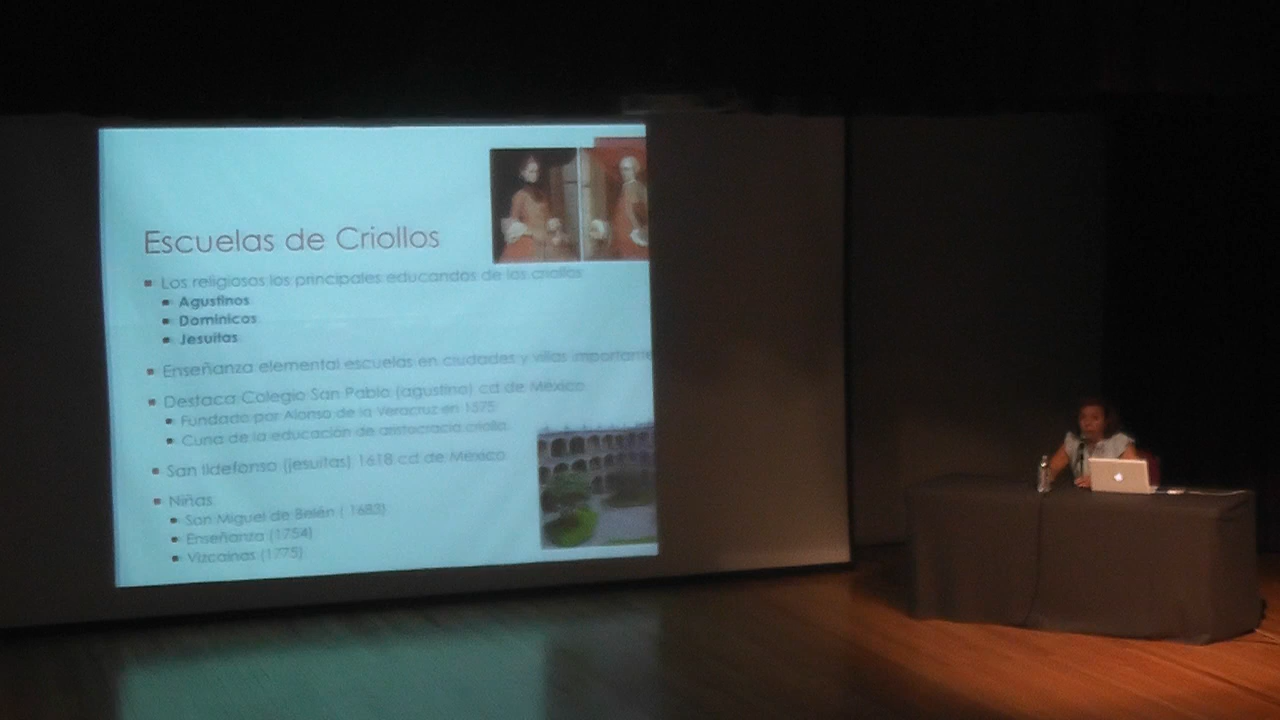 Escuelas de Criollos
Los religiosos los principales educandos de los criollos
Agustinos
Dominicos
Jesuitas
Enseñanza elemental escuelas en ciudades y villas importante
Destaca Colegio San Pablo (agustino) cd de México
Fundado por Alonso de la Veracruz en 1575
Cuna de la educación de aristocracia criolla
San Ildefonso (jesuitas) 1618 cd de México
Niñas
San Miguel de Belén ( 1683)
Enseñanza (1754)
Vizcaínas (1775)